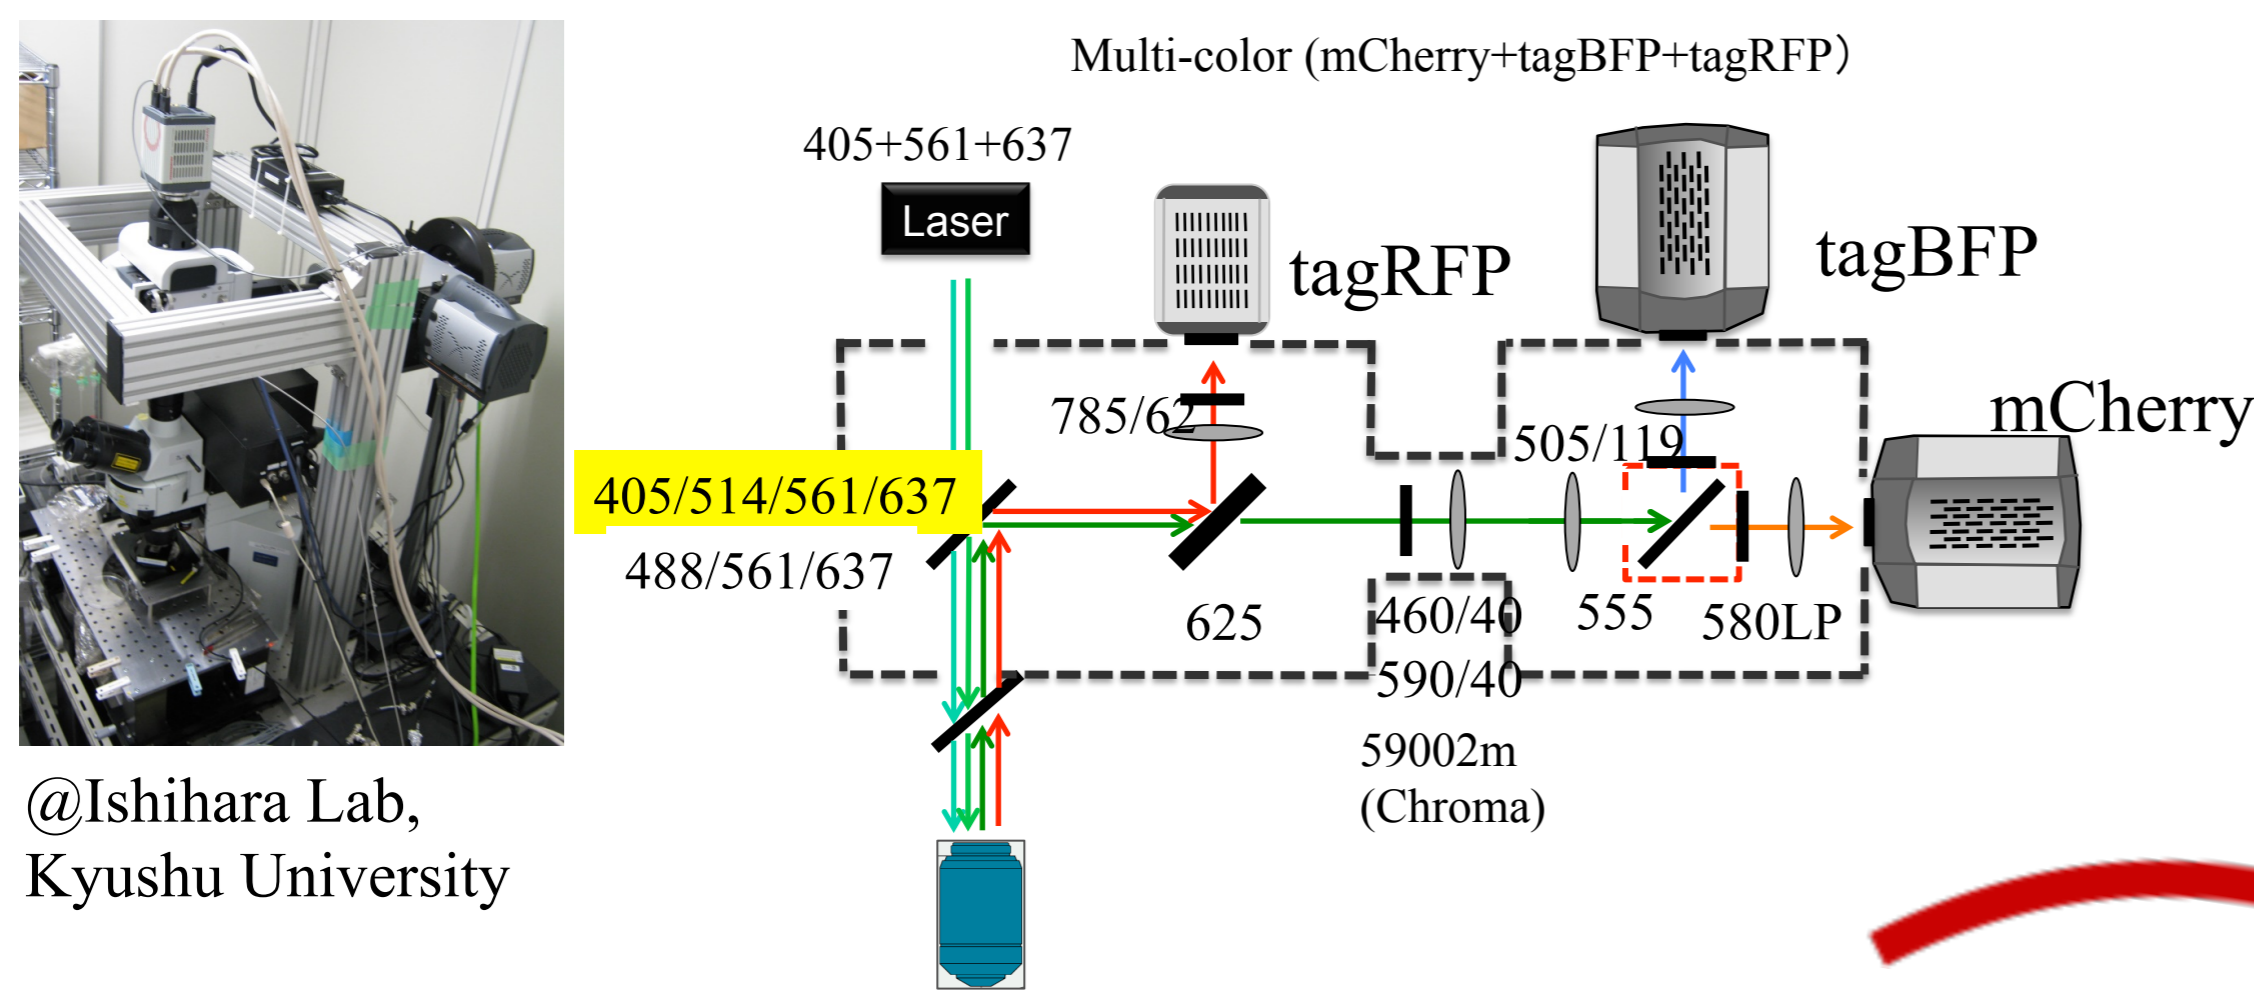 Multi-color (mCherry+tagBFP+tagRFP）
405+561+637
Laser
tagRFP
tagBFP
mCherry
785/62
505/119
405/514/561/637
488/561/637
625
460/40
590/40
555
580LP
59002m
(Chroma)
@Ishihara Lab,
Kyushu University